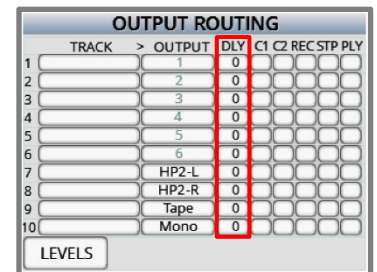 OUTPUT ROUTING
TRACK > OUTPUT DLY C1 C2 REC STP PLY
1 1 0
2 2 0
3 3 0
4 4 0
5 5 0
6 6 0
7 HP2-L 0
8 HP2-R 0
9 Tape 0
10 Mono 0
LEVELS